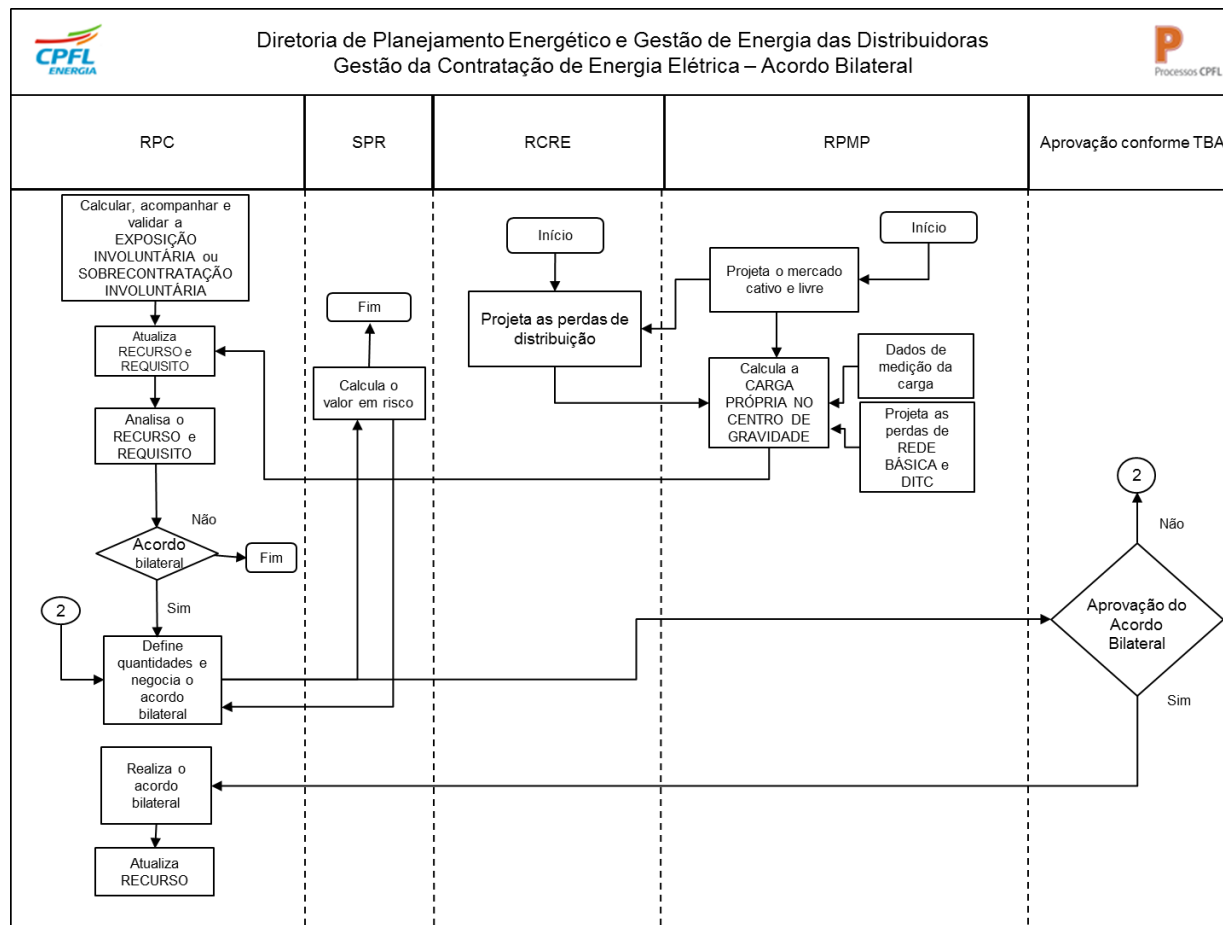 CPFL
ENERGIA
Diretoria de Planejamento Energético e Gestão de Energia das Distribuidoras
Gestão da Contratação de Energia Elétrica – Acordo Bilateral
P
Processos CPFL
RPC
SPR
RCRE
RPMP
Aprovação conforme TBA
Calcular, acompanhar e
validar a
EXPOSIÇÃO
INVOLUNTÁRIA ou
SOBRECONTRATAÇÃO
INVOLUNTÁRIA
Atualiza
RECURSO e
REQUISITO
Analisa o
RECURSO e
REQUISITO
Não
Acordo
bilateral
Fim
Sim
2
Define
quantidades e
negocia o
acordo
bilateral
Realiza o
acordo
bilateral
Atualiza
RECURSO
Fim
Calcula o
valor em risco
Início
Projeta as perdas de
distribuição
Início
Projeta o mercado
cativo e livre
Calcula a
CARGA
PRÓPRIA NO
CENTRO DE
GRAVIDADE
Dados de
medição da
carga
Projeta as
perdas de
REDE
BÁSICA e
DITC
2
Não
Aprovação do
Acordo
Bilateral
Sim